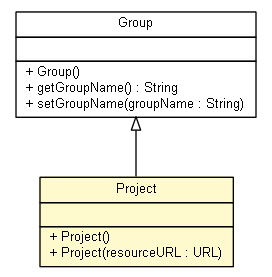 Group
+ Group()
+ getGroupName() : String
+ setGroupName(groupName : String)
Project
+ Project()
+ Project(resourceURL : URL)